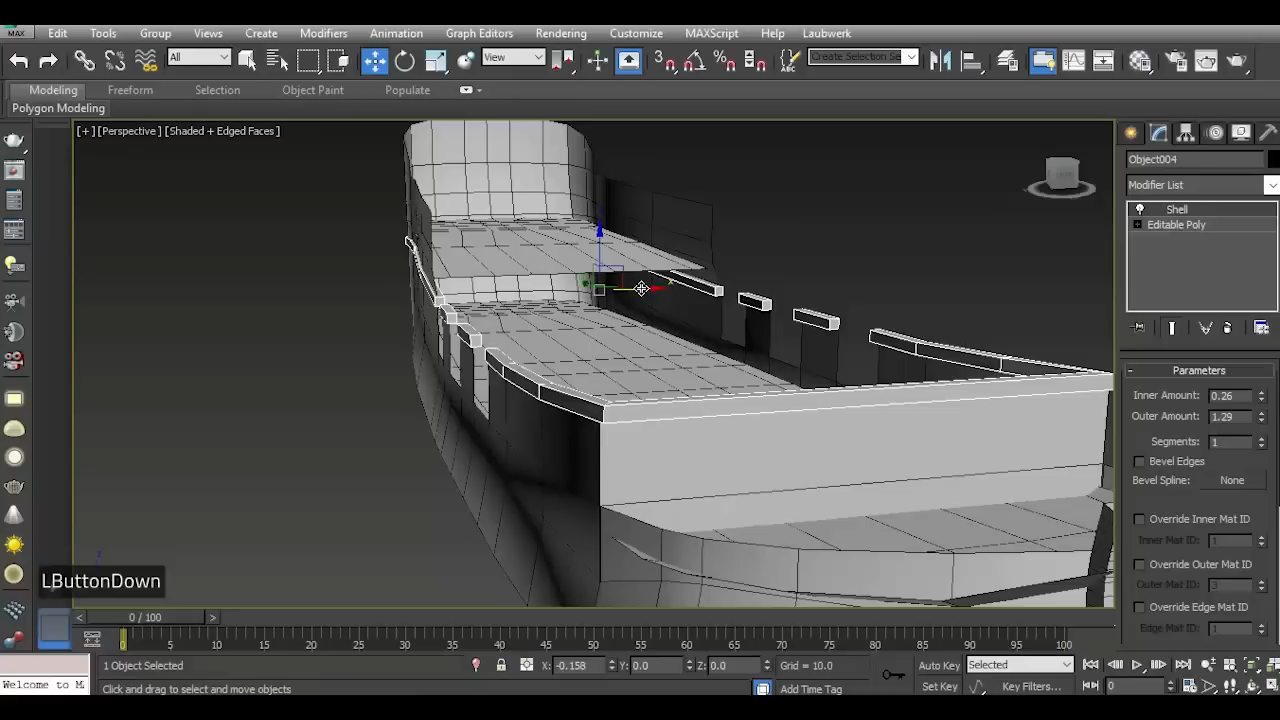 MAX Edit Tools Group Views Create Modifiers Animation Graph Editors Rendering Customize MAXScript Help Laubwerk
All View 3 Create Selection Se
Modeling Freeform Selection Object Paint Populate
Polygon Modeling
[+] [Perspective] [Shaded + Edged Faces]
Object004
Modifier List
Shell
Editable Poly
Parameters
Inner Amount: 0.26
Outer Amount: 1.29
Segments: 1
Bevel Edges
Bevel Spline: None
Override Inner Mat ID
Inner Mat ID: 1
Override Outer Mat ID
Outer Mat ID: 3
Override Edge Mat ID
Edge Mat ID: 1
LButtonDown
< 0 / 100 >
0 5 10 15 20 25 30 35 40 45 50 55 60 65 70 75 80 85 90 95 100
1 Object Selected X: -0.158 Y: 0.0 Z: 0.0 Grid = 10.0 Auto Key Selected
Welcome to M. Click and drag to select and move objects Add Time Tag Set Key Key Filters... 0